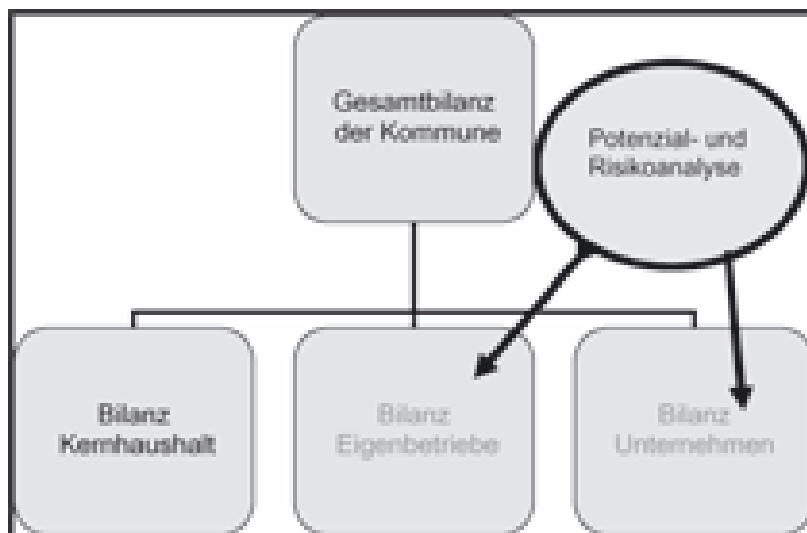 Gesamtbilanz
der Kommune
Potenzial- und
Risikoanalyse
Bilanz
Kernhaushalt
Bilanz
Eigenbetriebe
Bilanz
Unternehmen